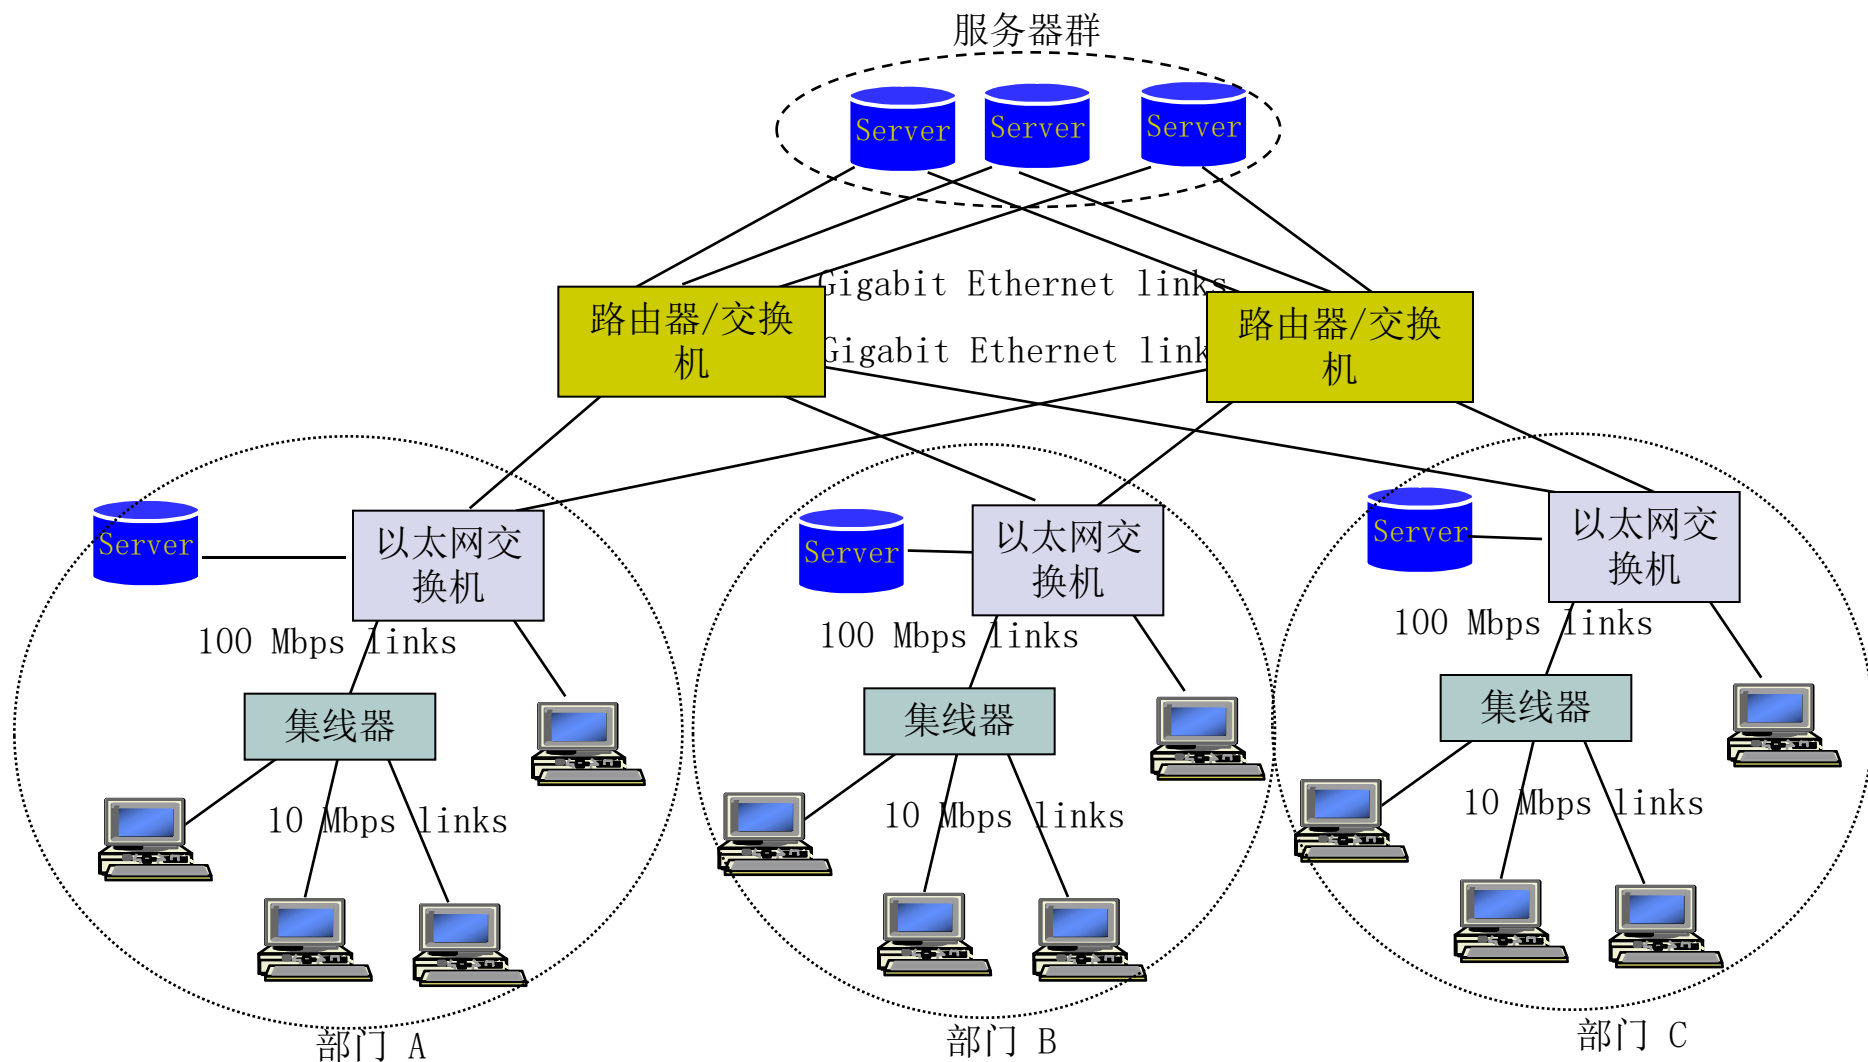 服务器群
Server
Server
Server
Gigabit Ethernet links
路由器/交换
机
Gigabit Ethernet link
路由器/交换
机
Server
以太网交
换机
100 Mbps links
集线器
10 Mbps links
部门 A
Server
以太网交
换机
100 Mbps links
集线器
10 Mbps links
部门 B
Server
以太网交
换机
100 Mbps links
集线器
10 Mbps links
部门 C